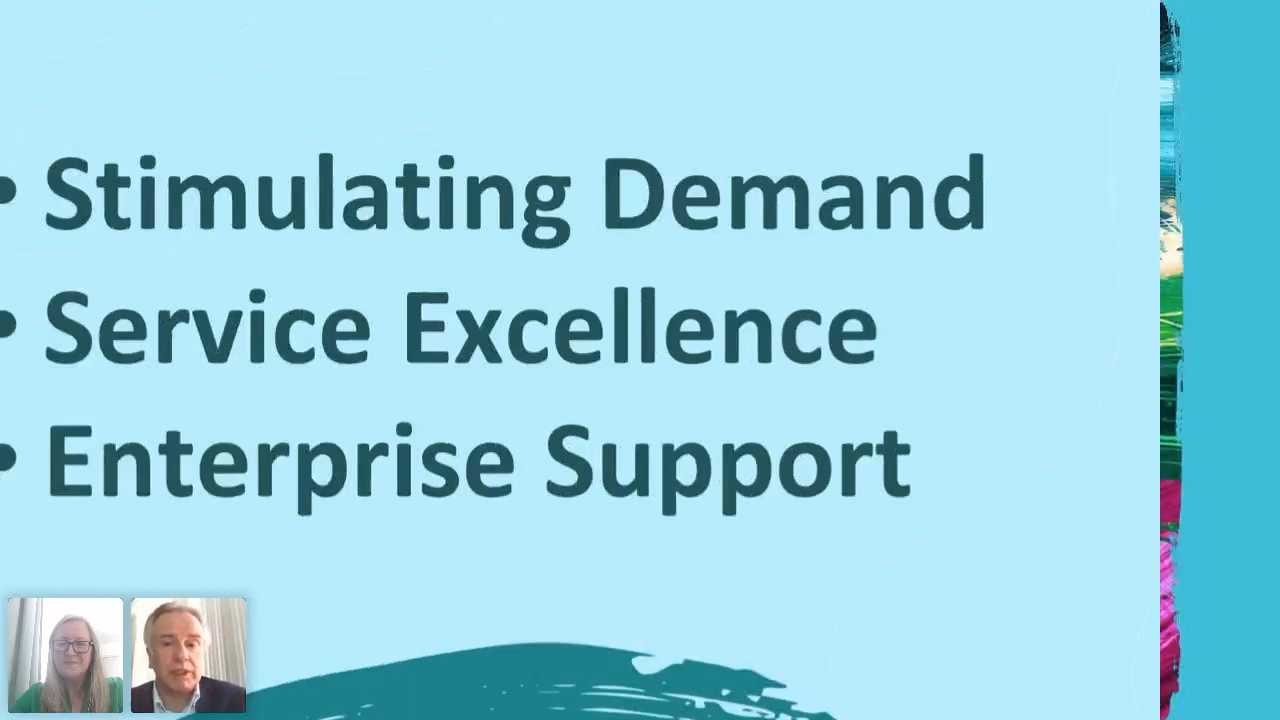 • Stimulating Demand
• Service Excellence
• Enterprise Support